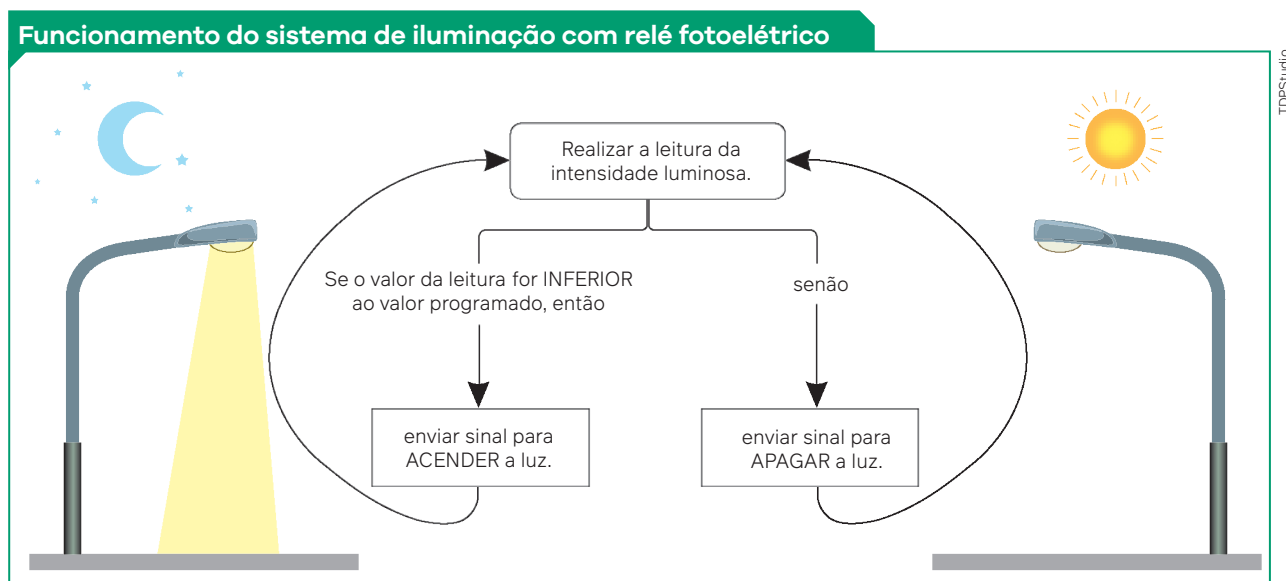 Funcionamento do sistema de iluminação com relé fotoelétrico
TDPStudio
Realizar a leitura da
intensidade luminosa.
Se o valor da leitura for INFERIOR
ao valor programado, então
senão
enviar sinal para
ACENDER a luz.
enviar sinal para
APAGAR a luz.